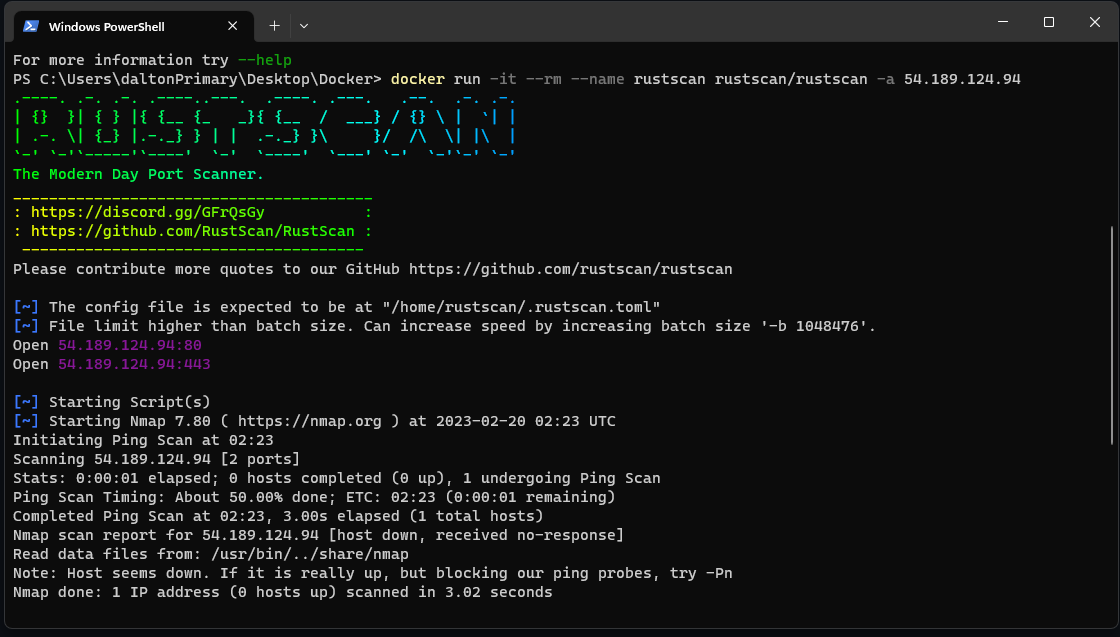 Windows PowerShell
For more information try --help
PS C:\Users\daltonPrimary\Desktop\Docker> docker run -it --rm --name rustscan rustscan/rustscan -a 54.189.124.94
.----. .-. .-. .----..---.  .----. .---.   .--.  .-. .-.
| {}  }| { } |{ {__ {_   _}{ {__  /  ___} / {} \ |  `| |
| .-. \| {_} |.-._} } | |  .-._} }\     }/  /\  \| |\  |
`-' `-'`-----'`----'  `-'  `----'  `---' `-'  `-'`-' `-'
The Modern Day Port Scanner.
________________________________________
: https://discord.gg/GFrQsGy           :
: https://github.com/RustScan/RustScan :
 --------------------------------------
Please contribute more quotes to our GitHub https://github.com/rustscan/rustscan
[~] The config file is expected to be at "/home/rustscan/.rustscan.toml"
[~] File limit higher than batch size. Can increase speed by increasing batch size '-b 1048476'.
Open 54.189.124.94:80
Open 54.189.124.94:443
[~] Starting Script(s)
[~] Starting Nmap 7.80 ( https://nmap.org ) at 2023-02-20 02:23 UTC
Initiating Ping Scan at 02:23
Scanning 54.189.124.94 [2 ports]
Stats: 0:00:01 elapsed; 0 hosts completed (0 up), 1 undergoing Ping Scan
Ping Scan Timing: About 50.00% done; ETC: 02:23 (0:00:01 remaining)
Completed Ping Scan at 02:23, 3.00s elapsed (1 total hosts)
Nmap scan report for 54.189.124.94 [host down, received no-response]
Read data files from: /usr/bin/../share/nmap
Note: Host seems down. If it is really up, but blocking our ping probes, try -Pn
Nmap done: 1 IP address (0 hosts up) scanned in 3.02 seconds